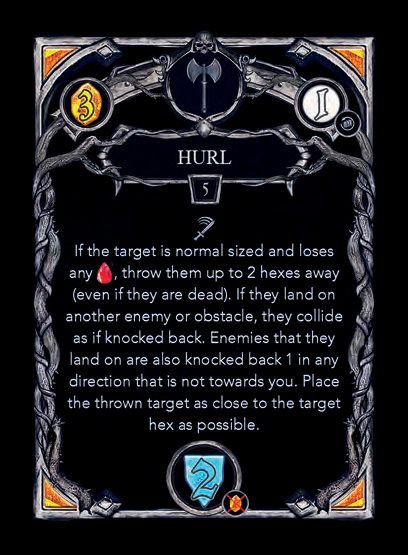 3
1
HURL
5
If the target is normal sized and loses
any , throw them up to 2 hexes away
(even if they are dead). If they land on
another enemy or obstacle, they collide
as if knocked back. Enemies that they
land on are also knocked back 1 in any
direction that is not towards you. Place
the thrown target as close to the target
hex as possible.
2